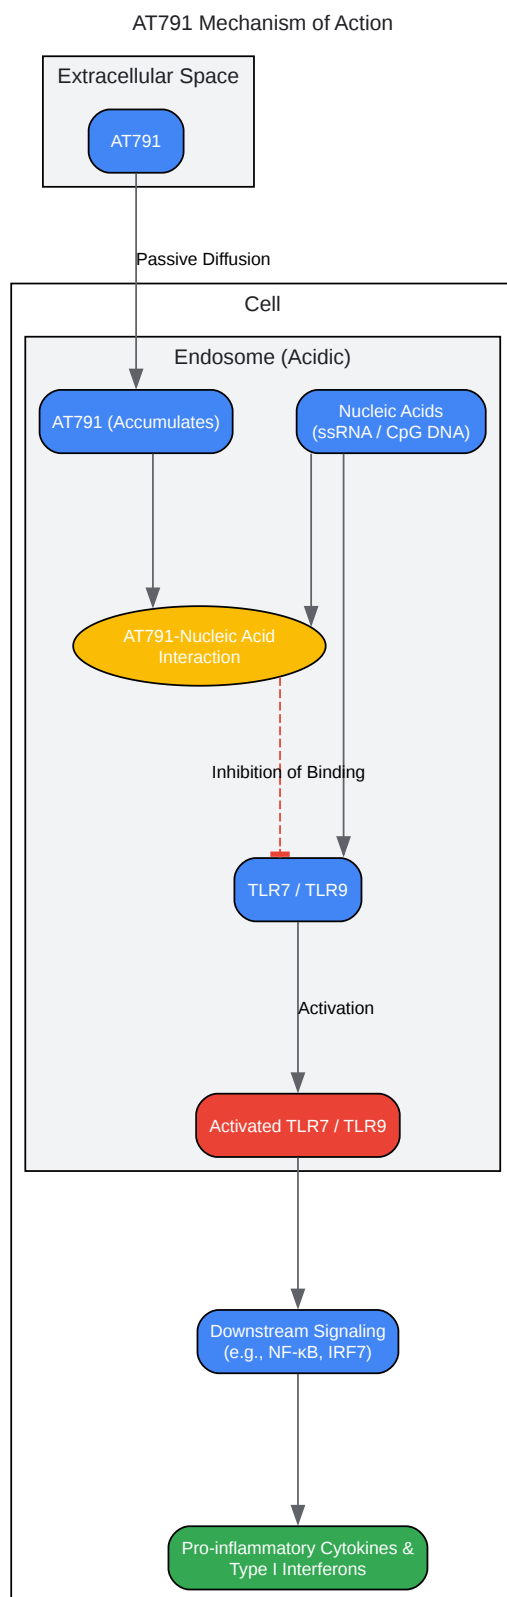 AT791 Mechanism of Action
Extracellular Space
AT791
Passive Diffusion
Cell
Endosome (Acidic)
AT791 (Accumulates)
Nucleic Acids
(ssRNA / CpG DNA)
AT791-Nucleic Acid
Interaction
Inhibition of Binding
TLR7 / TLR9
Activation
Activated TLR7 / TLR9
Downstream Signaling
(e.g., NF-κB, IRF7)
Pro-inflammatory Cytokines &
Type I Interferons